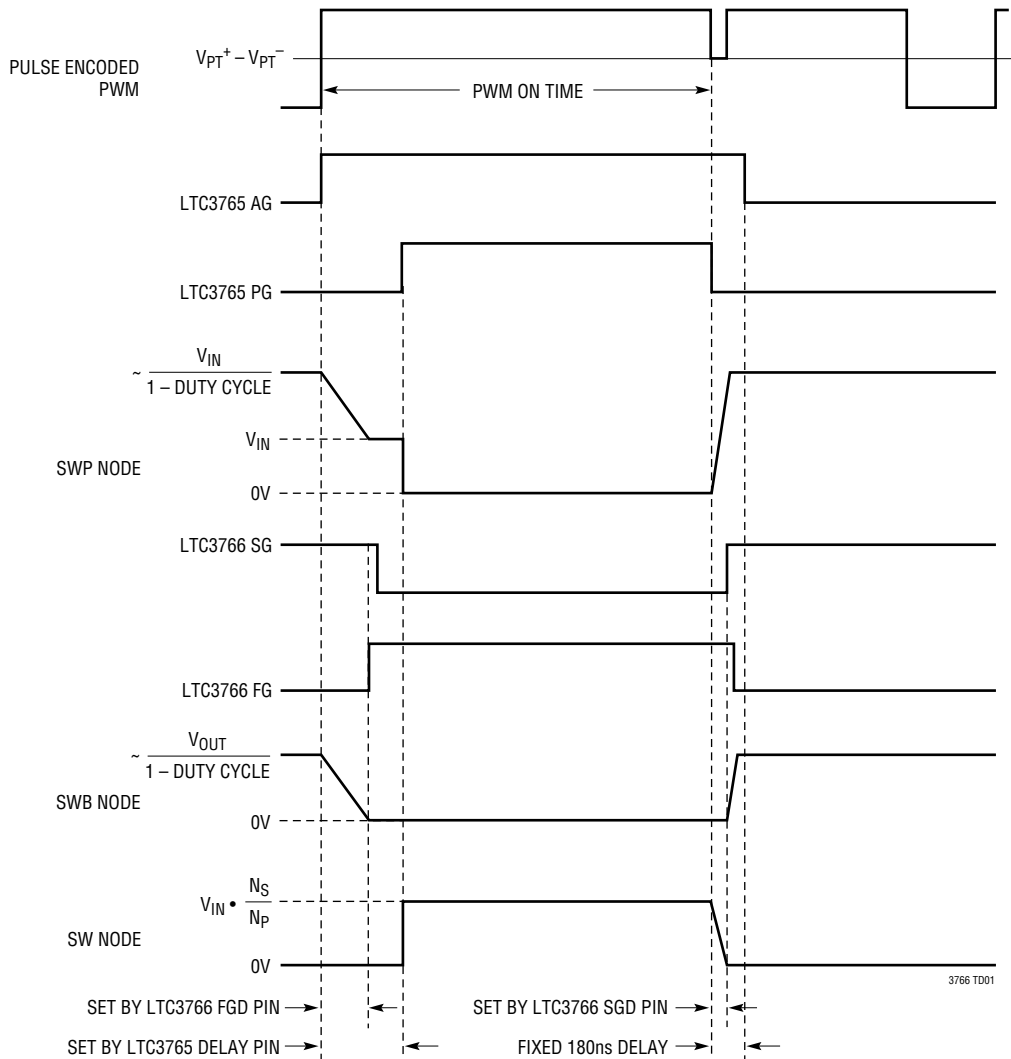 V_PT^+ – V_PT^–
PULSE ENCODED
PWM
PWM ON TIME
LTC3765 AG
LTC3765 PG
~ V_IN
1 – DUTY CYCLE
V_IN
SWP NODE
0V
LTC3766 SG
LTC3766 FG
~ V_OUT
1 – DUTY CYCLE
SWB NODE
0V
V_IN • N_S
N_P
SW NODE
0V
3766 TD01
SET BY LTC3766 FGD PIN
SET BY LTC3766 SGD PIN
SET BY LTC3765 DELAY PIN
FIXED 180ns DELAY